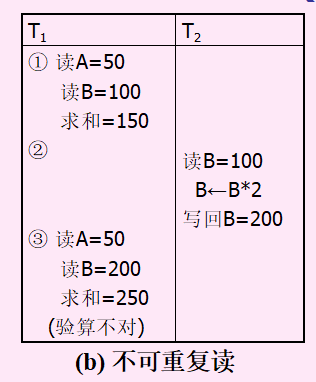 T₁ T₂
① 读A=50
读B=100
求和=150
②
读B=100
B←B*2
写回B=200
③ 读A=50
读B=200
求和=250
(验算不对)
(b) 不可重复读